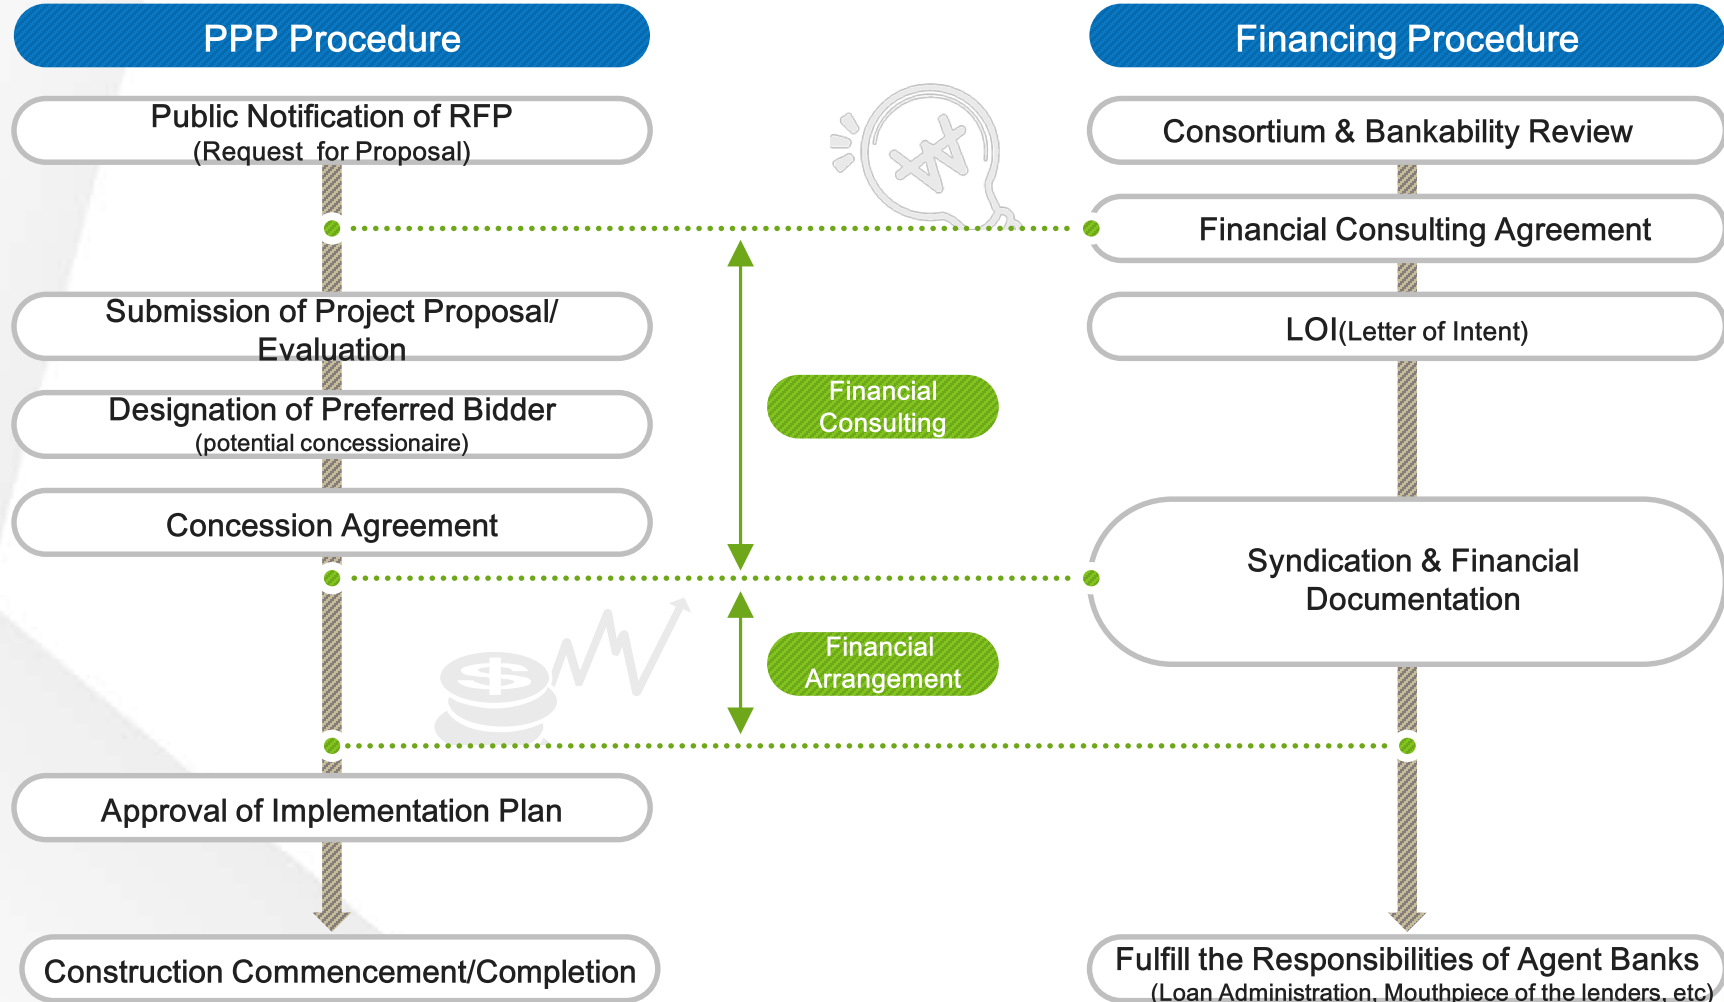 PPP Procedure
Public Notification of RFP
(Request for Proposal)
Submission of Project Proposal/
Evaluation
Designation of Preferred Bidder
(potential concessionaire)
Concession Agreement
Approval of Implementation Plan
Construction Commencement/Completion
Financial
Consulting
Financial
Arrangement
$
Financing Procedure
Consortium & Bankability Review
Financial Consulting Agreement
LOI(Letter of Intent)
Syndication & Financial
Documentation
Fulfill the Responsibilities of Agent Banks
(Loan Administration, Mouthpiece of the lenders, etc)